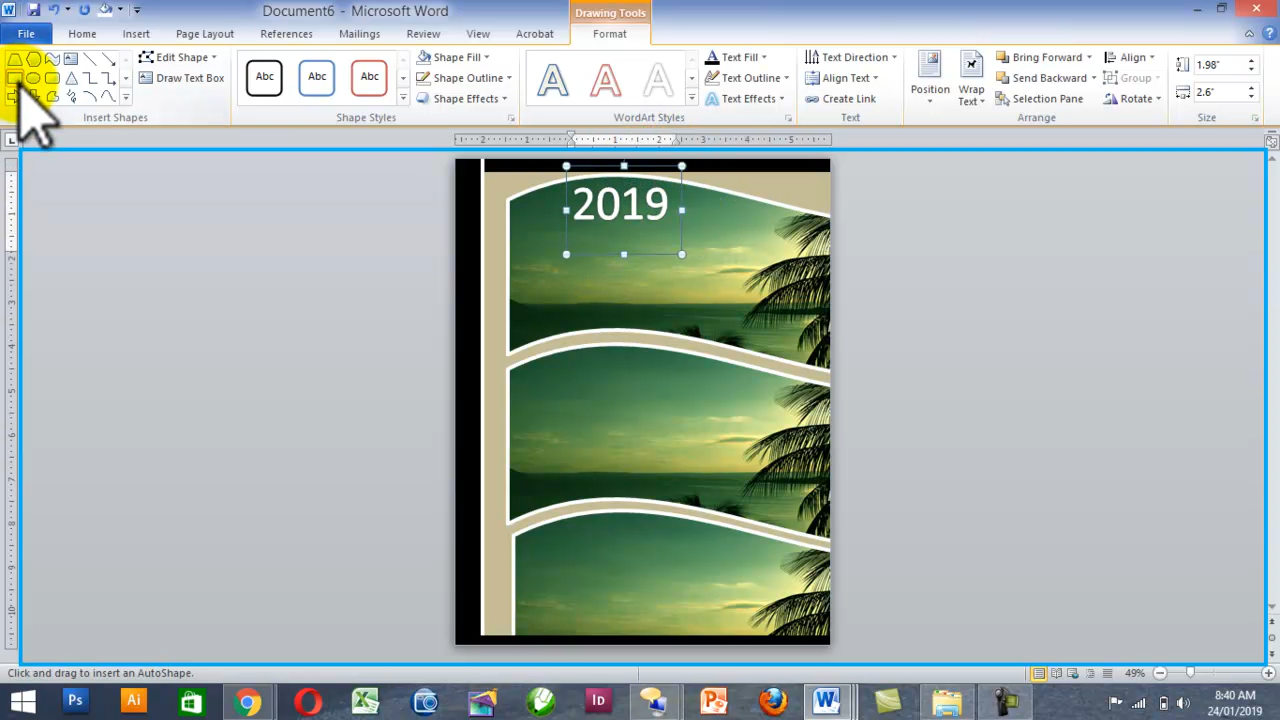 Document6 - Microsoft Word
Drawing Tools
File
Home
Insert
Page Layout
References
Mailings
Review
View
Acrobat
Format
Edit Shape
Draw Text Box
Insert Shapes
Abc
Abc
Abc
Shape Fill
Shape Outline
Shape Effects
Shape Styles
A
A
A
Text Fill
Text Outline
Text Effects
WordArt Styles
Text Direction
Align Text
Create Link
Text
Position
Wrap
Text
Bring Forward
Send Backward
Selection Pane
Align
Group
Rotate
Arrange
1.98"
2.6"
Size
2019
Click and drag to insert an AutoShape.
49%
Ps
Ai
Id
8:40 AM
24/01/2019